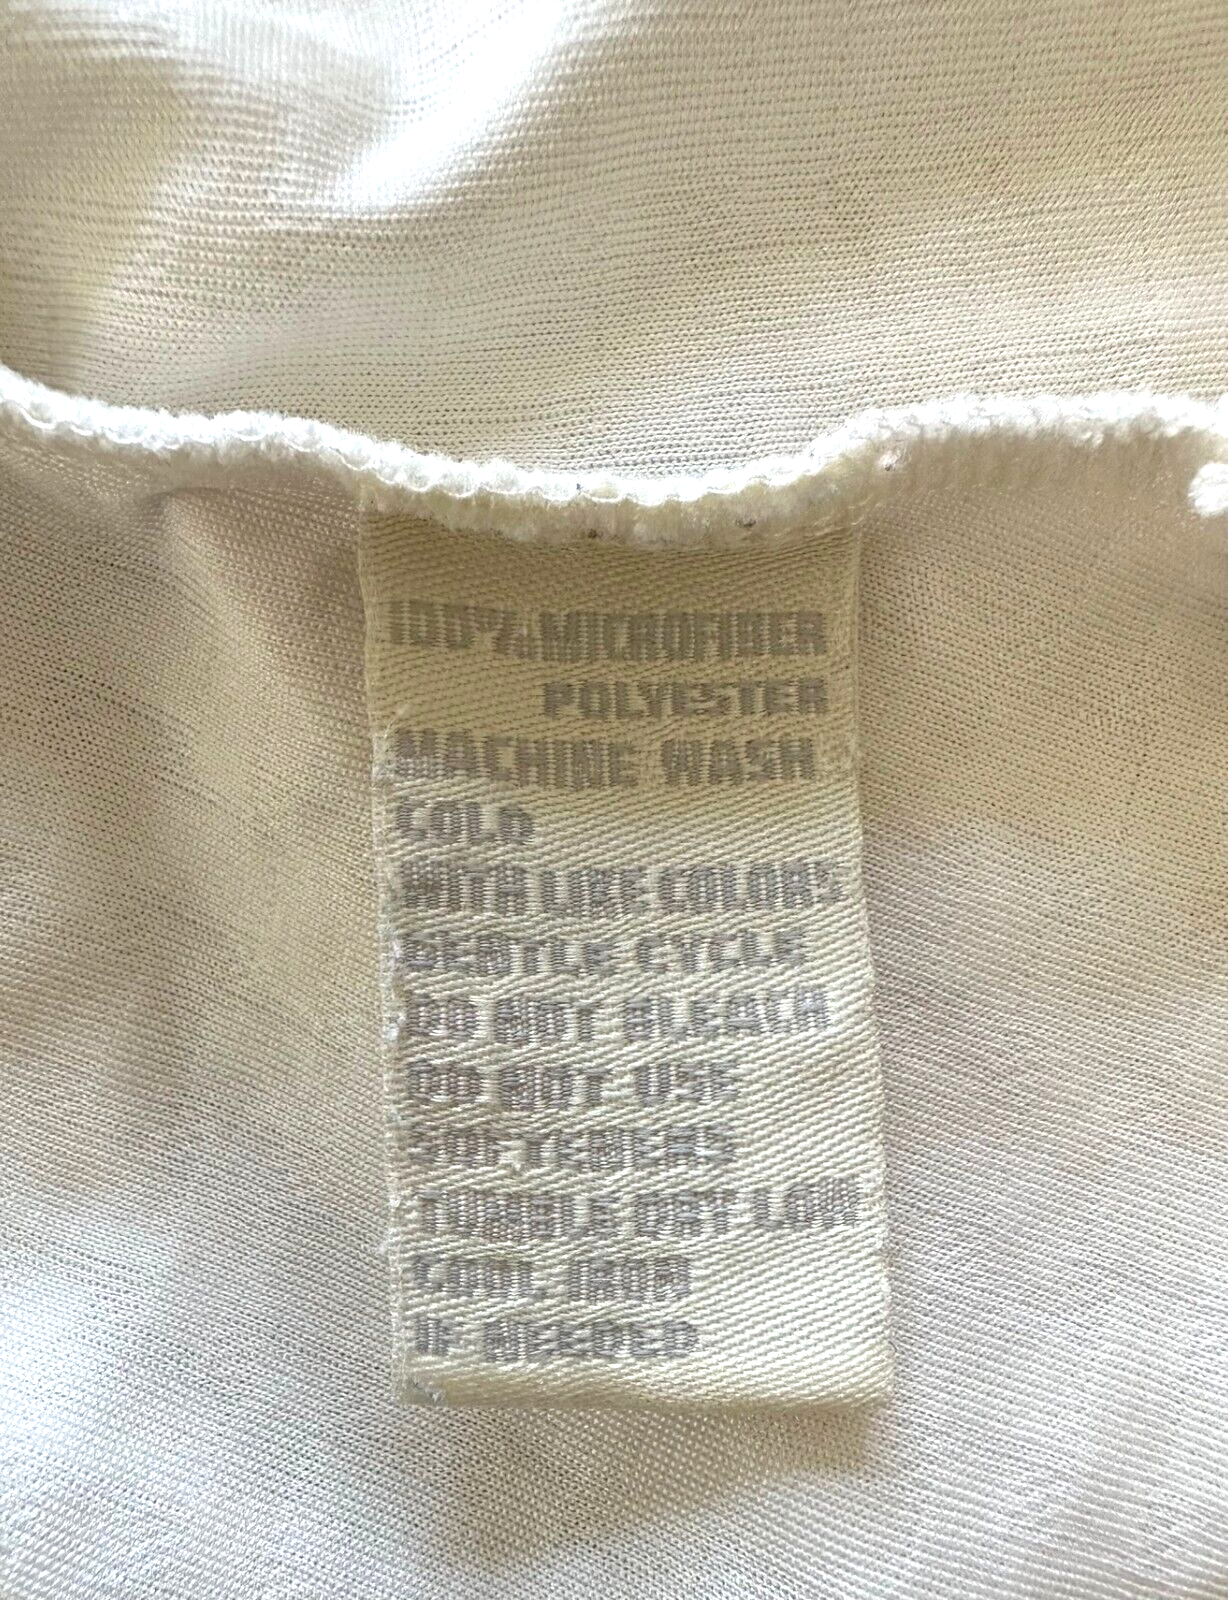 100% MICROFIBER
POLYESTER
MACHINE WASH
COLD
WITH LIKE COLORS
GENTLE CYCLE
DO NOT BLEACH
DO NOT USE
SOFTENERS
TUMBLE DRY LOW
COOL IRON
IF NEEDED